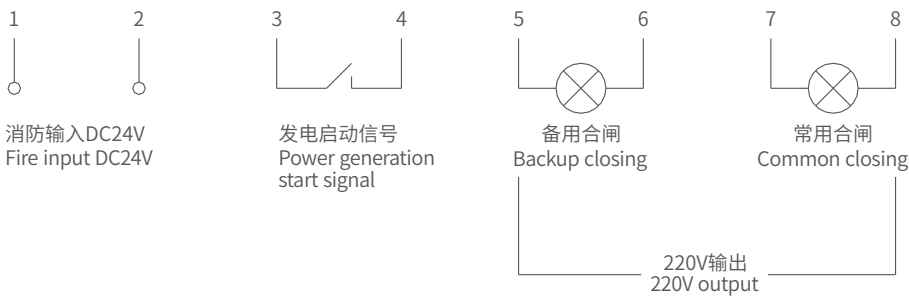 1 2 3 4 5 6 7 8
消防输入DC24V
Fire input DC24V
发电启动信号
Power generation
start signal
备用合闸
Backup closing
常用合闸
Common closing
220V输出
220V output